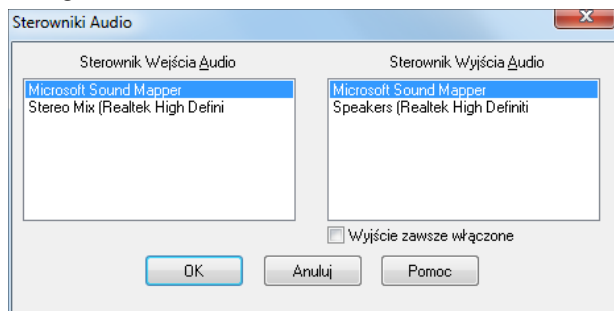 Sterowniki Audio
Sterownik Wejścia Audio
Microsoft Sound Mapper
Stereo Mix (Realtek High Defini
Sterownik Wyjścia Audio
Microsoft Sound Mapper
Speakers (Realtek High Definiti
Wyjście zawsze włączone
OK
Anuluj
Pomoc